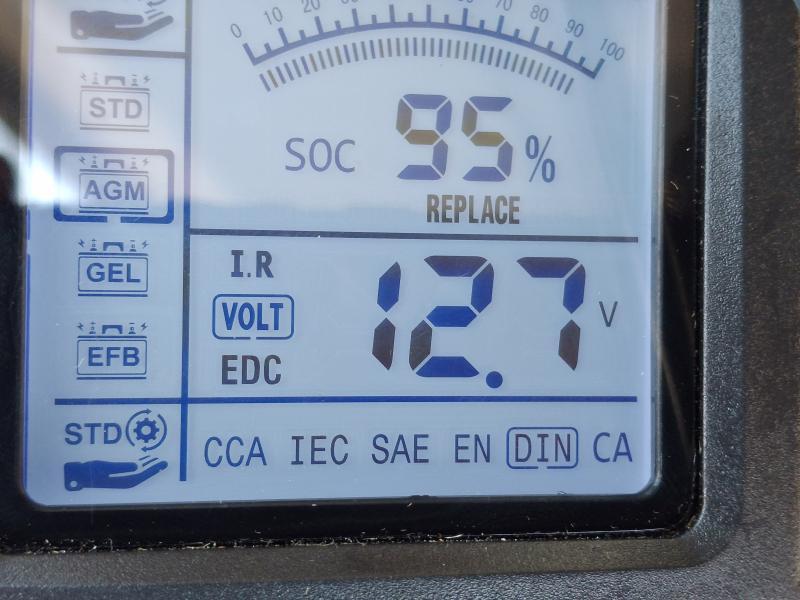 0 10 20 30 70 80 90 100
STD
AGM
GEL
EFB
STD
SOC 95 %
REPLACE
I.R
VOLT
EDC
12.7 V
CCA IEC SAE EN DIN CA